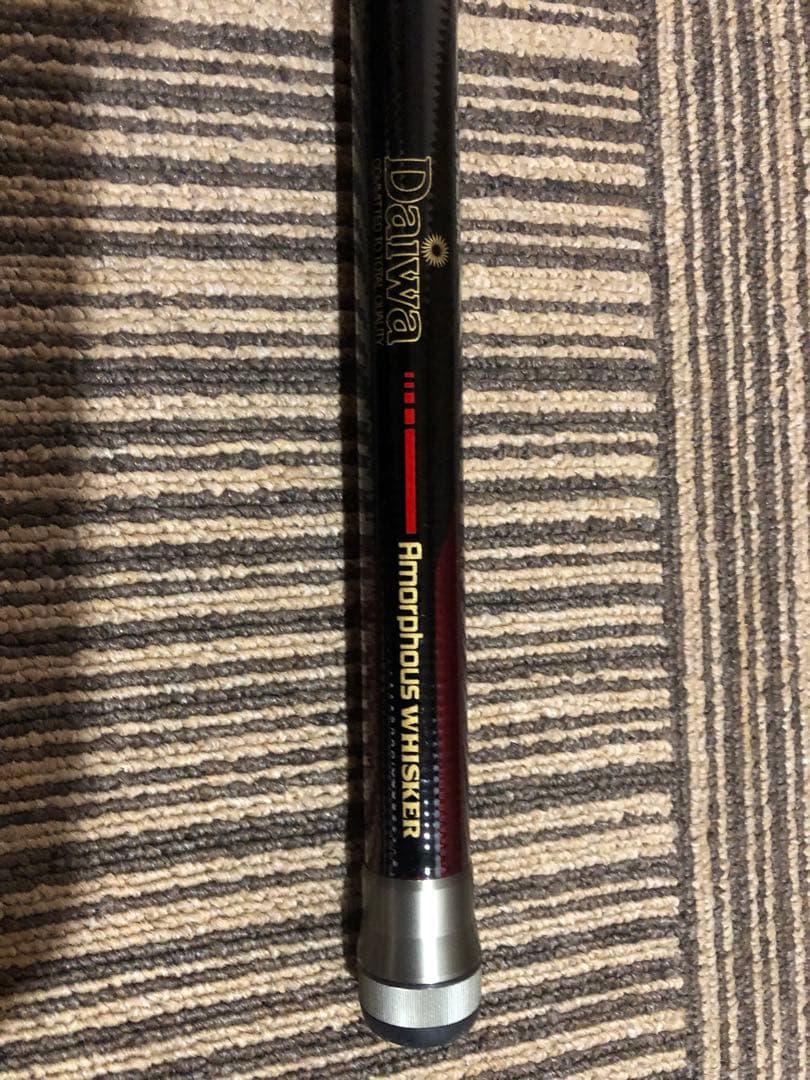 Daiwa
COMMITTED TO TOTAL QUALITY
Amorphous WHISKER